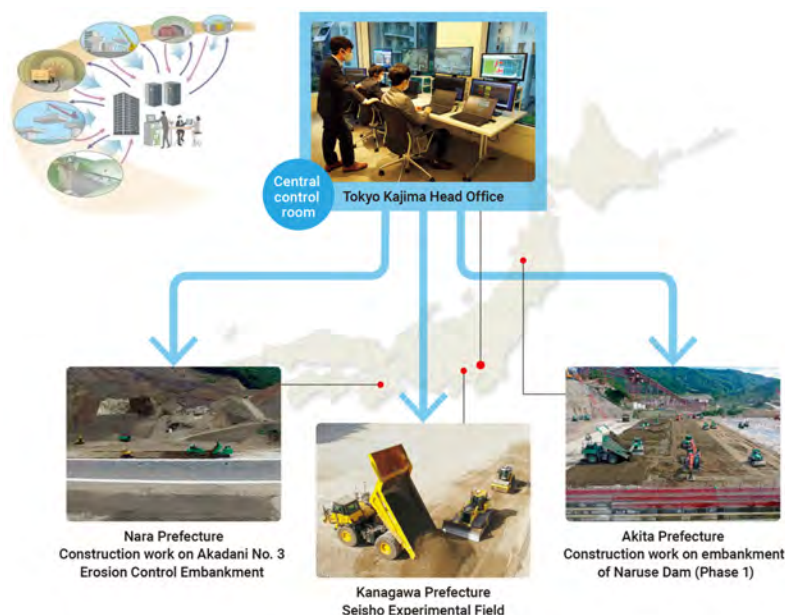 Central
control
room
Tokyo Kajima Head Office
Nara Prefecture
Construction work on Akadani No. 3
Erosion Control Embankment
Kanagawa Prefecture
Seisho Experimental Field
Akita Prefecture
Construction work on embankment
of Naruse Dam (Phase 1)